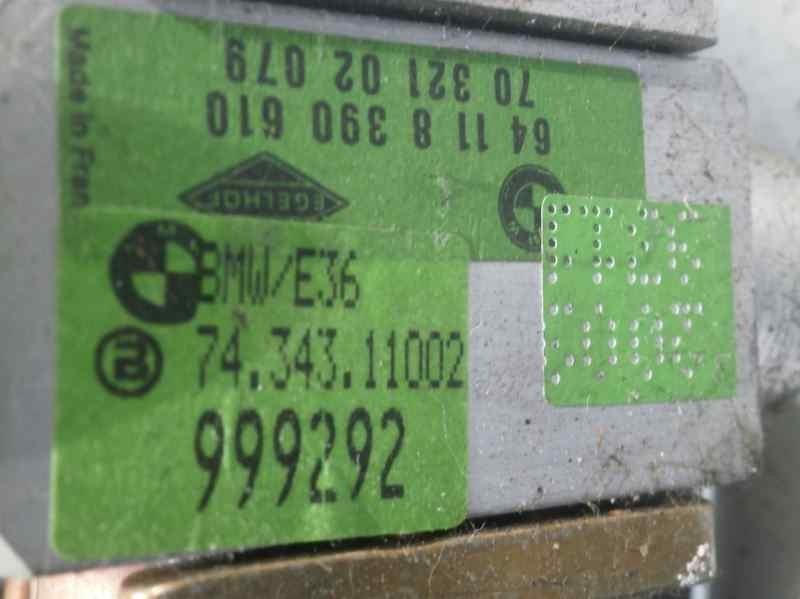 Made in Fran
70 321 02 079
64 11 8 390 610
EGELHOF
BMW/E36
74.343.11002
999292